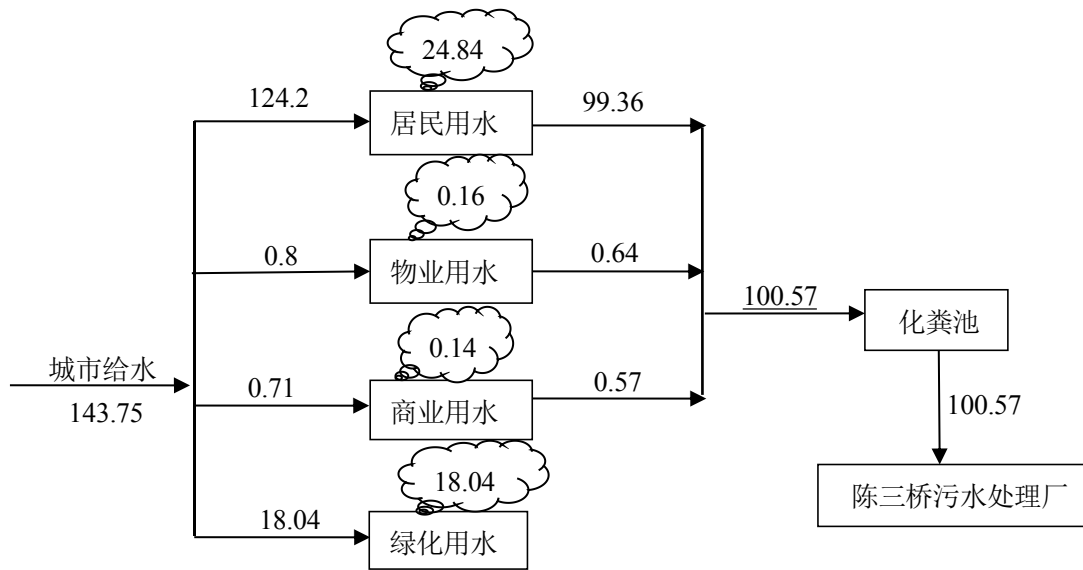 24.84
124.2
居民用水
99.36
0.16
0.8
物业用水
0.64
100.57
化粪池
城市给水
143.75
0.14
0.71
商业用水
0.57
100.57
陈三桥污水处理厂
18.04
18.04
绿化用水